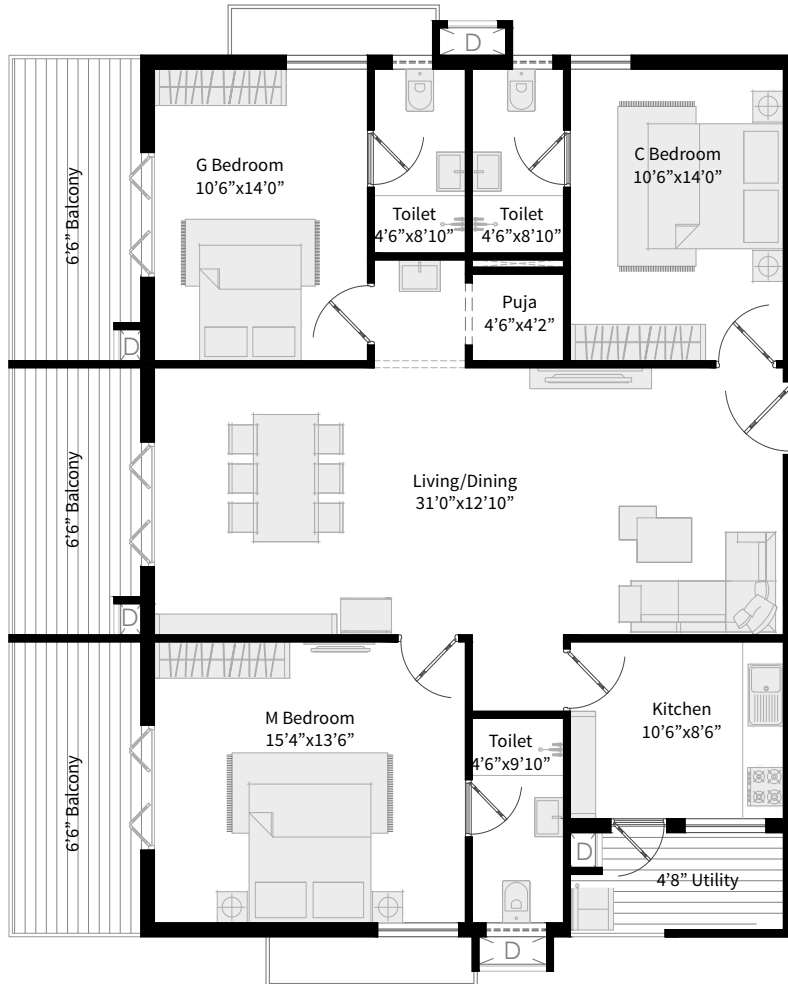 D
G Bedroom
10’6”x14’0”
C Bedroom
10’6”x14’0”
6’6” Balcony
Toilet
4’6”x8’10”
Toilet
4’6”x8’10”
Puja
4’6”x4’2”
D
Living/Dining
31’0”x12’10”
6’6” Balcony
D
M Bedroom
15’4”x13’6”
Toilet
4’6”x9’10”
Kitchen
10’6”x8’6”
6’6” Balcony
D
4’8” Utility
D